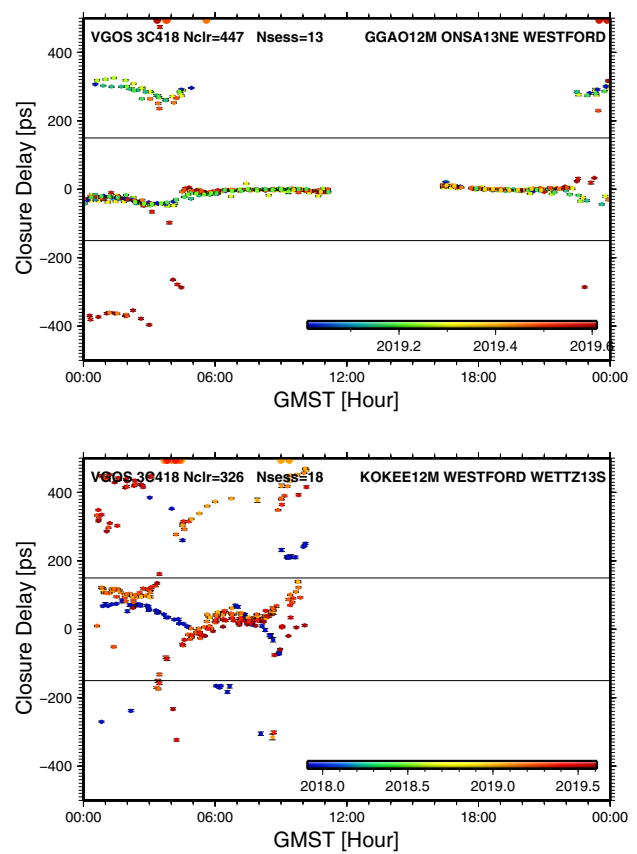 VGOS 3C418 Nclr=447 Nsess=13 GGAO12M ONSA13NE WESTFORD
400
200
0
−200
−400
Closure Delay [ps]
2019.2 2019.4 2019.6
00:00 06:00 12:00 18:00 00:00
GMST [Hour]
VGOS 3C418 Nclr=326 Nsess=18 KOKEE12M WESTFORD WETTZ13S
400
200
0
−200
−400
Closure Delay [ps]
2018.0 2018.5 2019.0 2019.5
00:00 06:00 12:00 18:00 00:00
GMST [Hour]